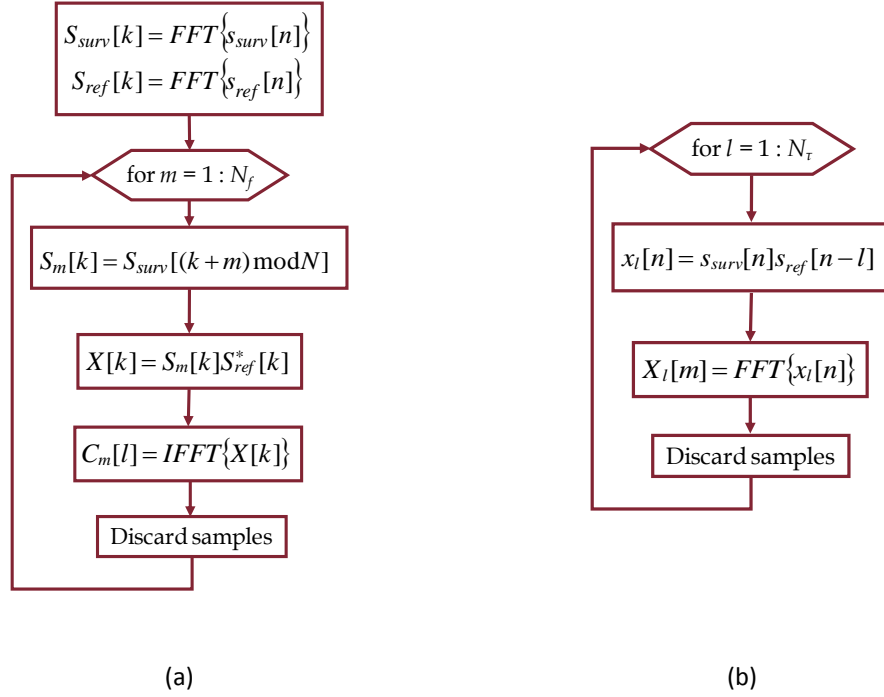 S_surv[k] = FFT{s_surv[n]}
S_ref[k] = FFT{s_ref[n]}
for m = 1 : N_f
S_m[k] = S_surv[(k + m) modN]
X[k] = S_m[k]S*_ref[k]
C_m[l] = IFFT{X[k]}
Discard samples
(a)
for l = 1 : N_τ
x_l[n] = s_surv[n]s_ref[n − l]
X_l[m] = FFT{x_l[n]}
Discard samples
(b)